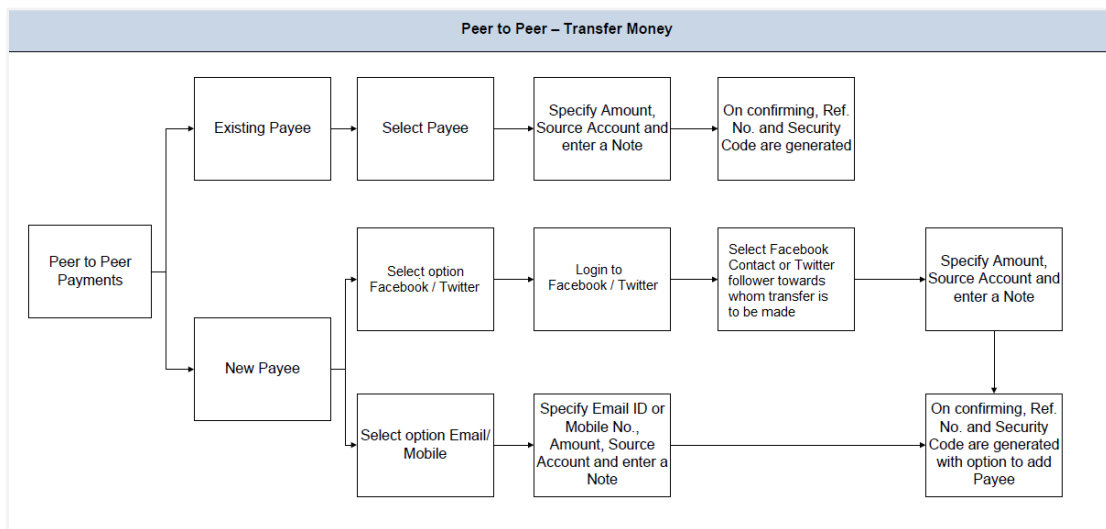 Peer to Peer – Transfer Money
Existing Payee
Select Payee
Specify Amount,
Source Account and
enter a Note
On confirming, Ref.
No. and Security
Code are generated
Peer to Peer
Payments
Select option
Facebook / Twitter
Login to
Facebook / Twitter
Select Facebook
Contact or Twitter
follower towards
whom transfer is
to be made
Specify Amount,
Source Account and
enter a Note
New Payee
Select option Email/
Mobile
Specify Email ID or
Mobile No.,
Amount, Source
Account and enter a
Note
On confirming, Ref.
No. and Security
Code are generated
with option to add
Payee